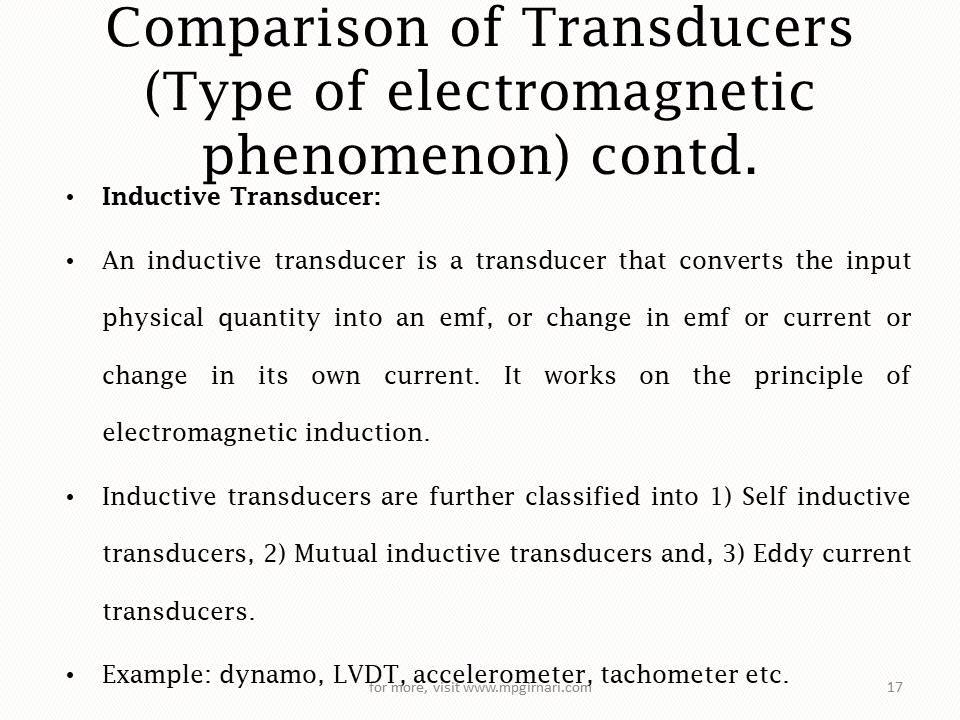 Comparison of Transducers
(Type of electromagnetic
phenomenon) contd.
• Inductive Transducer:
• An inductive transducer is a transducer that converts the input
physical quantity into an emf, or change in emf or current or
change in its own current. It works on the principle of
electromagnetic induction.
• Inductive transducers are further classified into 1) Self inductive
transducers, 2) Mutual inductive transducers and, 3) Eddy current
transducers.
• Example: dynamo, LVDT, accelerometer, tachometer etc.
for more, visit www.mpgirnari.com
17